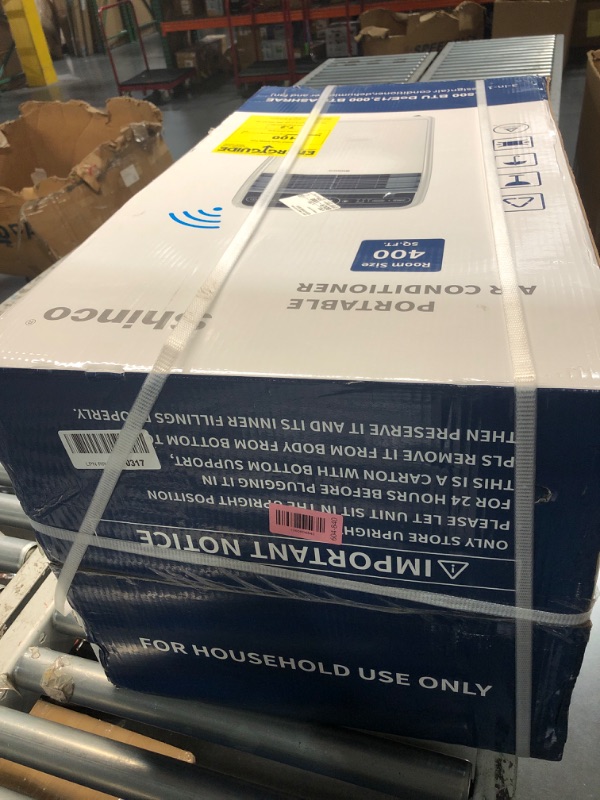 Shinco®
PORTABLE
AIR CONDITIONER
Room Size
400
SQ.FT.
ENERGYGUIDE
IMPORTANT NOTICE
ONLY STORE UPRIGHT
PLEASE LET UNIT SIT IN THE UPRIGHT POSITION
FOR 24 HOURS BEFORE PLUGGING IT IN
THIS IS A CARTON WITH BOTTOM SUPPORT,
PLS REMOVE IT FROM BODY FROM BOTTOM TO
THEN PRESERVE IT AND ITS INNER FILLINGS PROPERLY.
FOR HOUSEHOLD USE ONLY